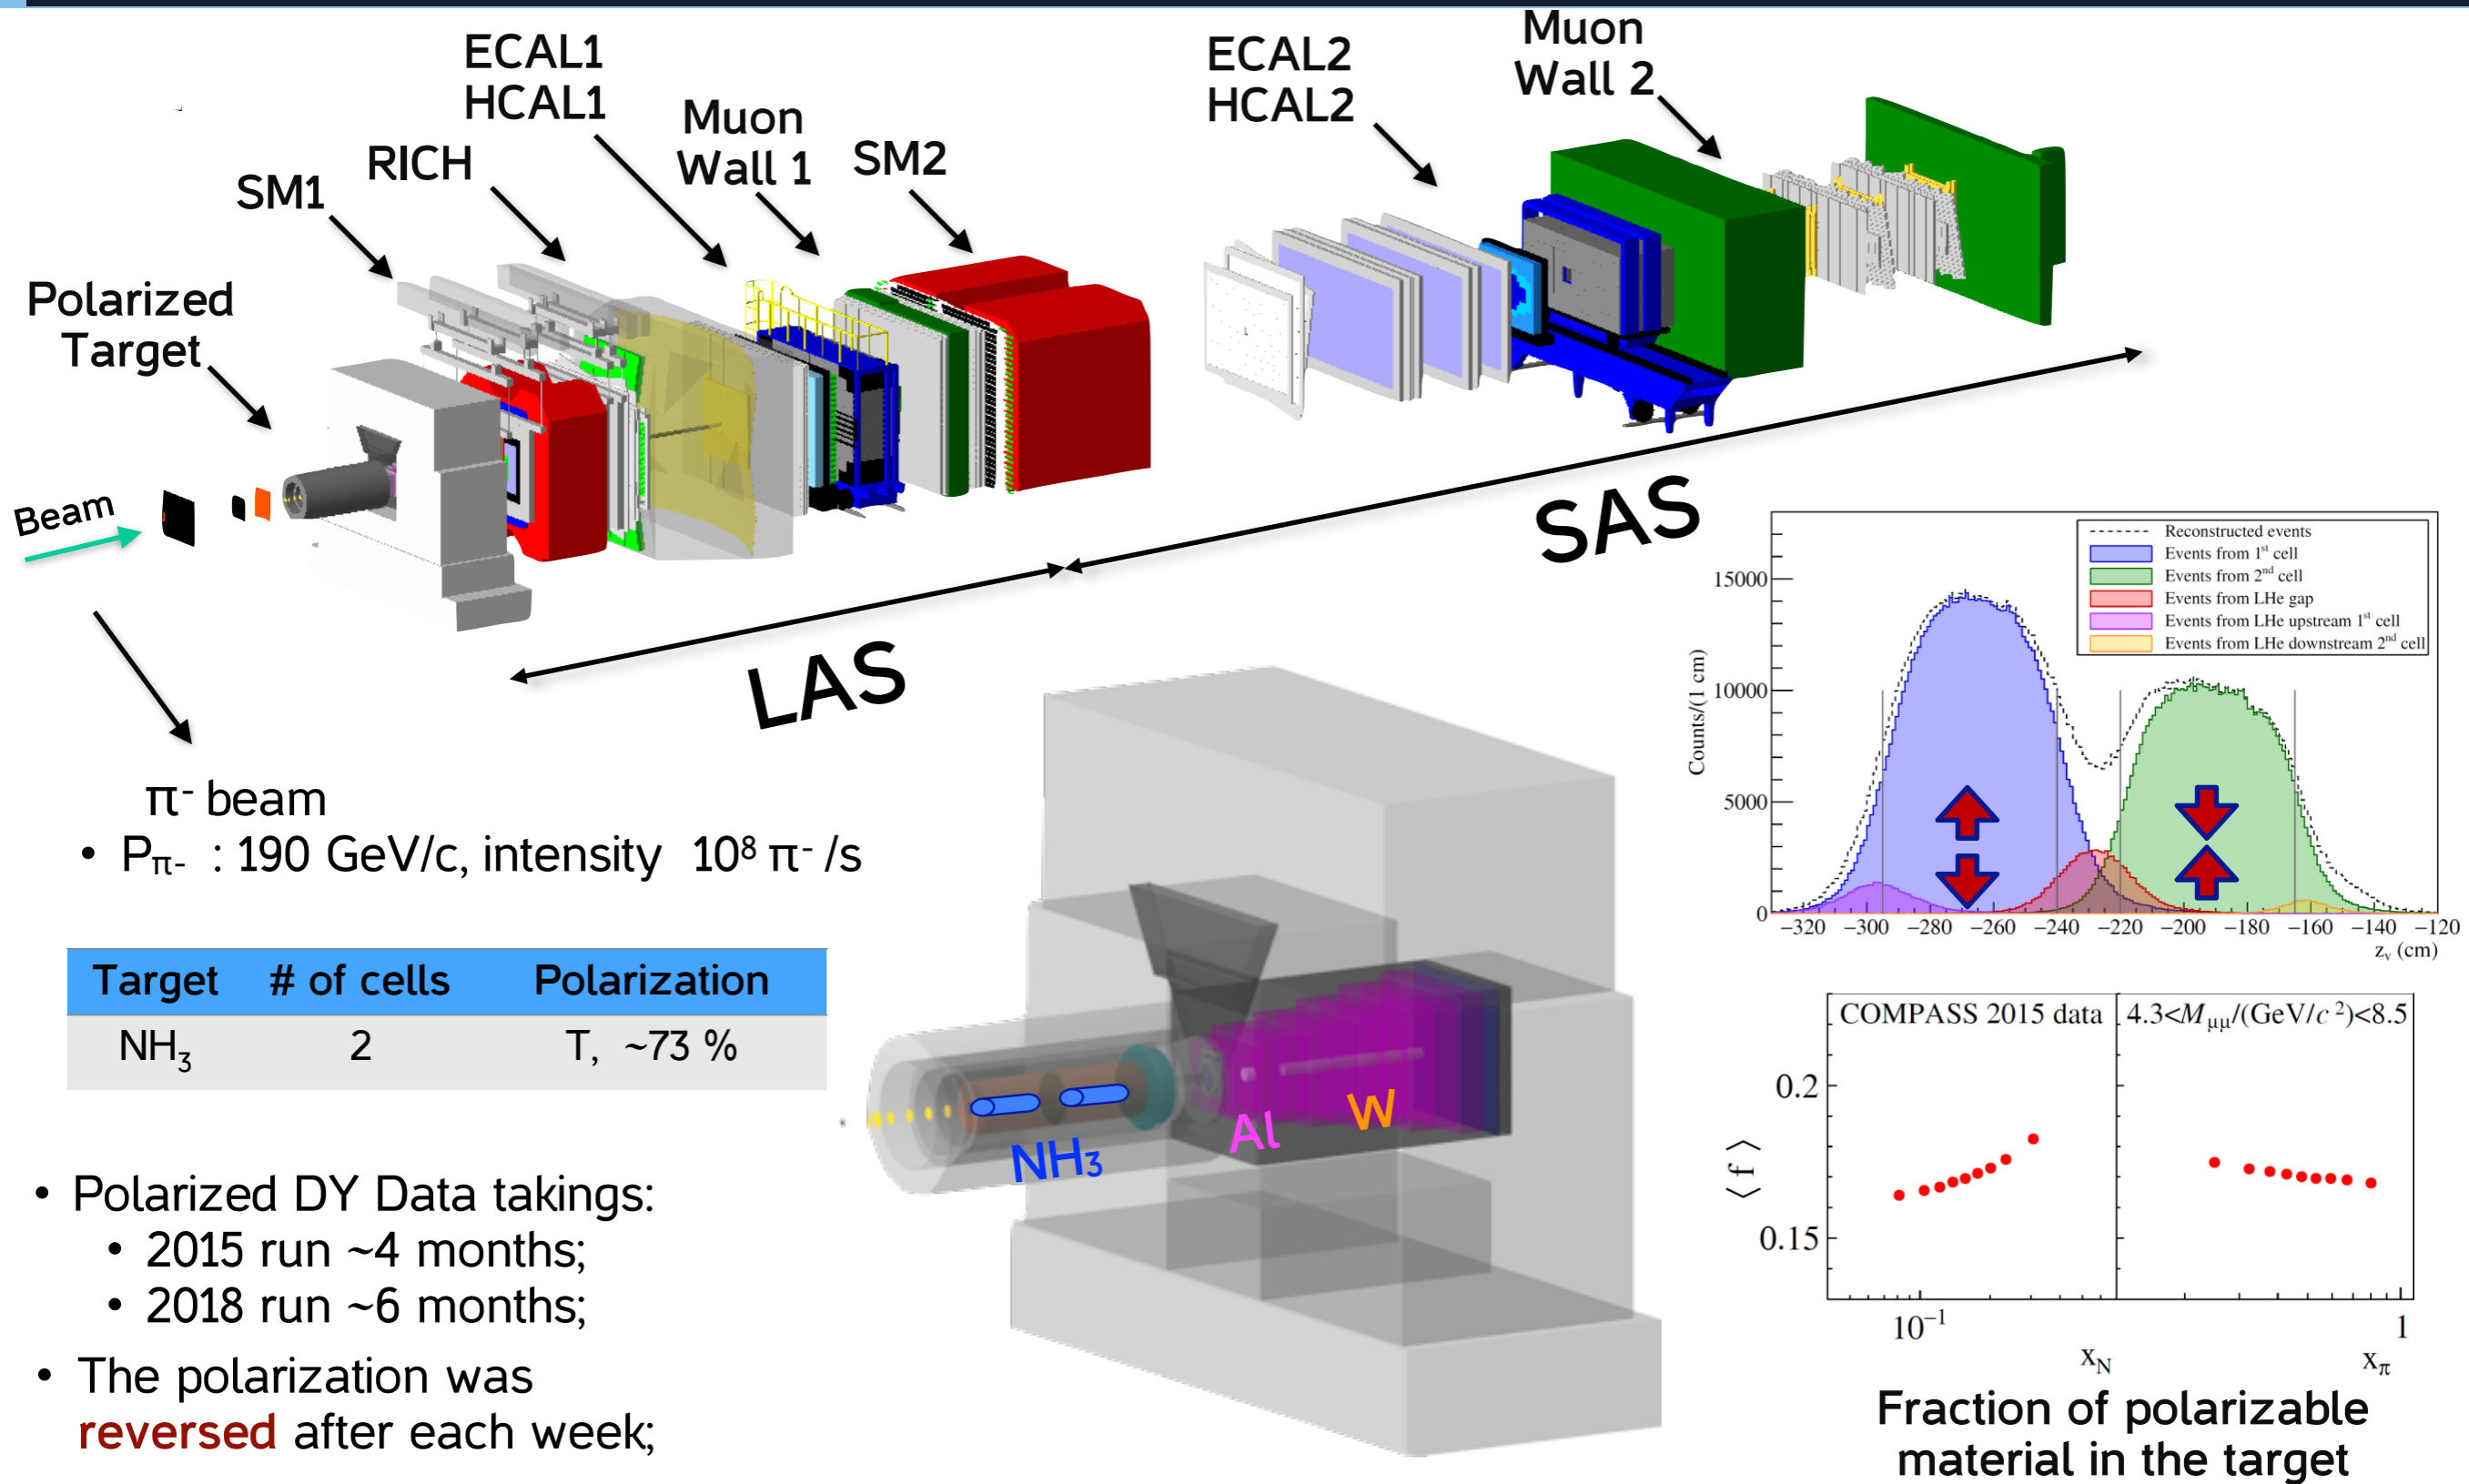 ECAL1
HCAL1
Muon
Wall 1
RICH
SM1
SM2
ECAL2
HCAL2
Muon
Wall 2
Polarized
Target
Beam
LAS
SAS
π- beam
• Pπ- : 190 GeV/c, intensity 10⁸ π- /s
Target # of cells Polarization
NH₃ 2 T, ~73 %
• Polarized DY Data takings:
• 2015 run ~4 months;
• 2018 run ~6 months;
• The polarization was
reversed after each week;
NH₃
Al
W
Reconstructed events
Events from 1st cell
Events from 2nd cell
Events from LHe gap
Events from LHe upstream 1st cell
Events from LHe downstream 2nd cell
Counts/(1 cm)
15000
10000
5000
0
−320 −300 −280 −260 −240 −220 −200 −180 −160 −140 −120
zv (cm)
COMPASS 2015 data
4.3<Mμμ/(GeV/c ²)<8.5
⟨ f ⟩
0.2
0.15
10⁻¹
1
xN
xπ
Fraction of polarizable
material in the target